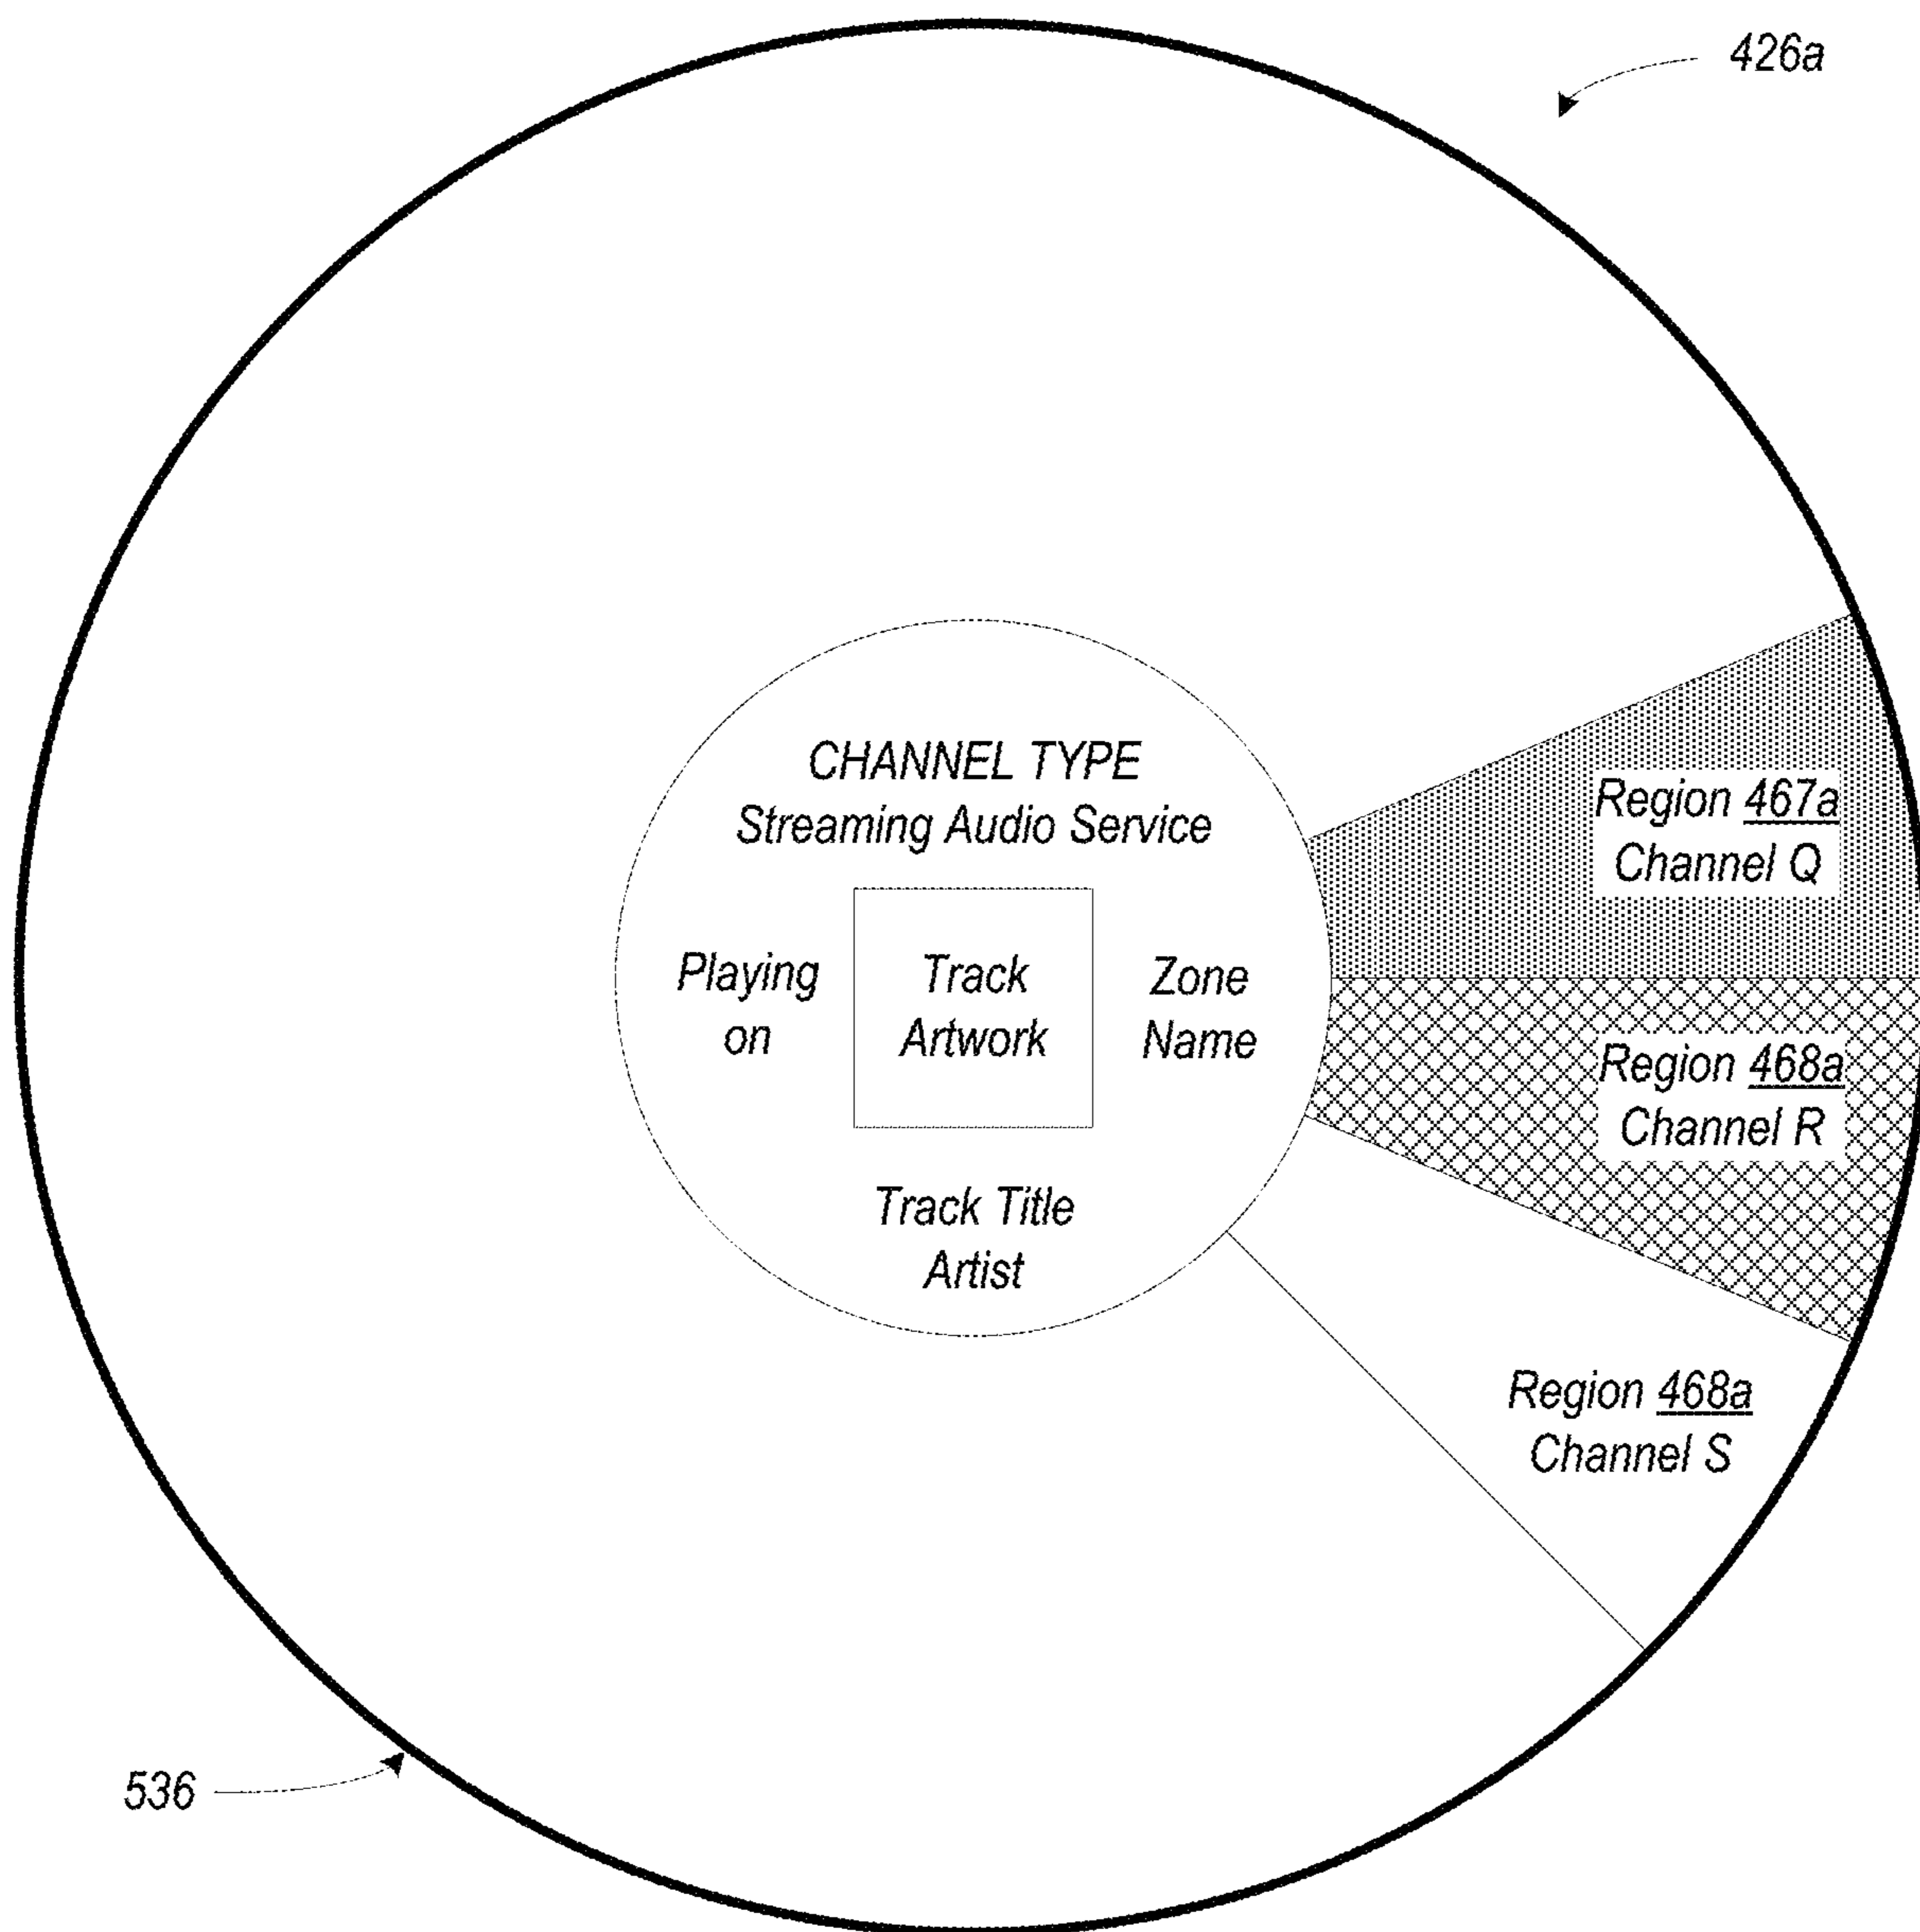 426a
CHANNEL TYPE
Streaming Audio Service
Playing
on
Track
Artwork
Zone
Name
Track Title
Artist
Region 467a
Channel Q
Region 468a
Channel R
Region 468a
Channel S
536